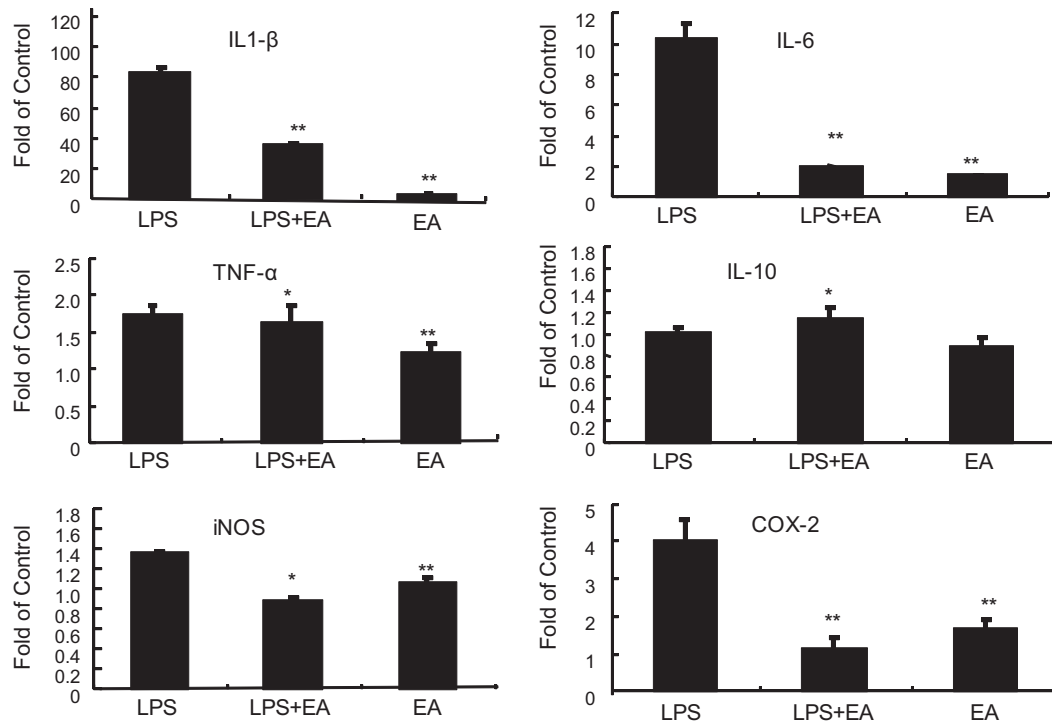 Fold of Control
120
100
80
60
40
20
0
IL1-β
**
**
LPS
LPS+EA
EA
Fold of Control
12
10
8
6
4
2
0
IL-6
**
**
LPS
LPS+EA
EA
Fold of Control
2.5
2.0
1.5
1.0
0.5
0
TNF-α
*
**
LPS
LPS+EA
EA
Fold of Control
1.8
1.6
1.4
1.2
1.0
0.8
0.6
0.4
0.2
0
IL-10
*
LPS
LPS+EA
EA
Fold of Control
1.8
1.6
1.4
1.2
1.0
0.8
0.6
0.4
0.2
0
iNOS
*
**
LPS
LPS+EA
EA
Fold of Control
5
4
3
2
1
0
COX-2
**
**
LPS
LPS+EA
EA